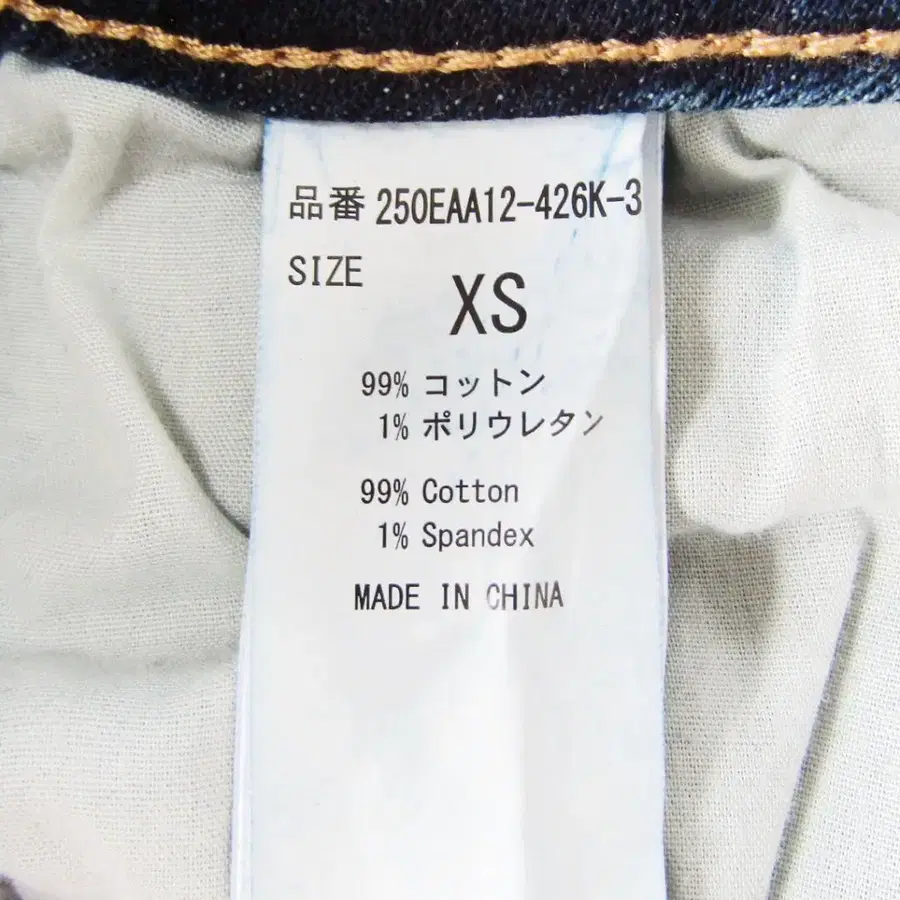 品番 250EAA12-426K-3
SIZE
XS
99% コットン
1% ポリウレタン
99% Cotton
1% Spandex
MADE IN CHINA